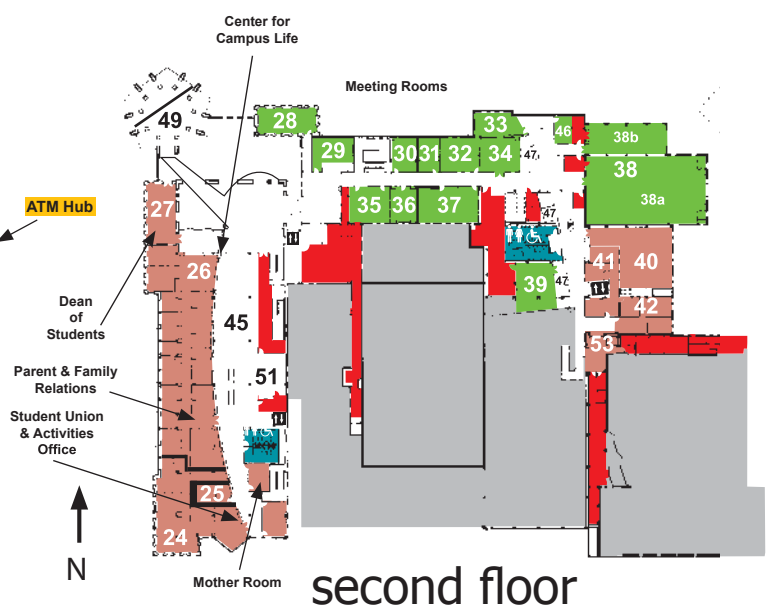 Center for
Campus Life
Meeting Rooms
49
28
33
46
38b
29
30
31
32
34
47
38
38a
27
ATM Hub
35
36
37
47
26
41
40
39
47
42
Dean
of
Students
45
53
51
Parent & Family
Relations
Student Union
& Activities
Office
25
24
N
Mother Room
second floor